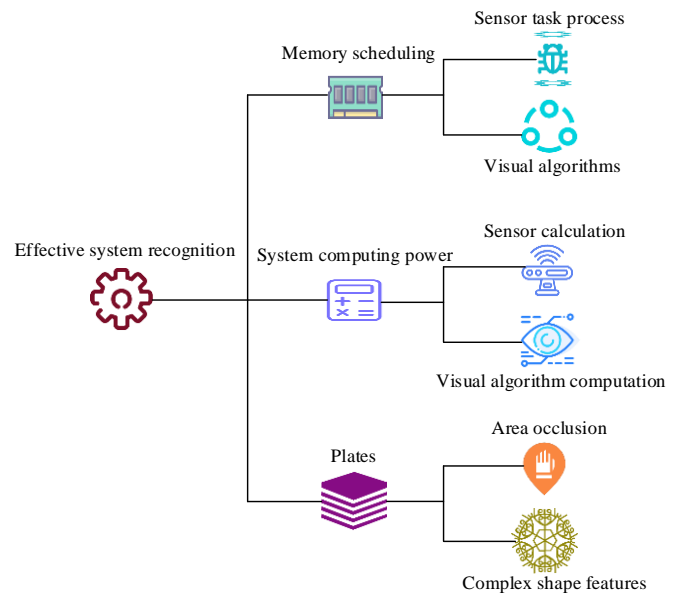 Sensor task process
Memory scheduling
Visual algorithms
Sensor calculation
Effective system recognition
System computing power
Visual algorithm computation
Area occlusion
Plates
Complex shape features